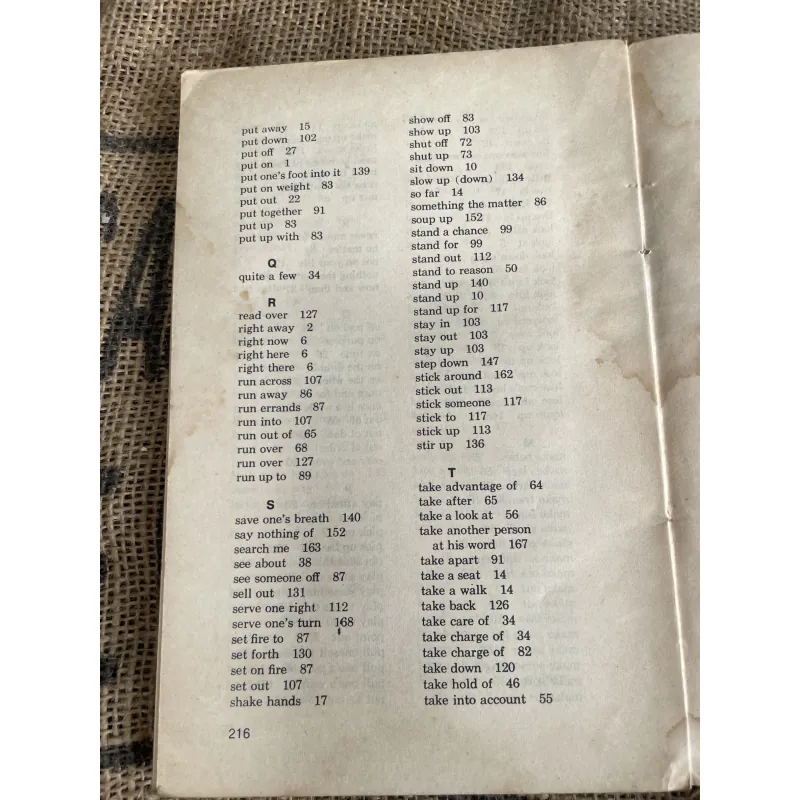 put away 15
put down 102
put off 27
put on 1
put one's foot into it 139
put on weight 83
put out 22
put together 91
put up 83
put up with 83
Q
quite a few 34
R
read over 127
right away 2
right now 6
right here 6
right there 6
run across 107
run away 86
run errands 87
run into 107
run out of 65
run over 68
run over 127
run up to 89
S
save one's breath 140
say nothing of 152
search me 163
see about 38
see someone off 87
sell out 131
serve one right 112
serve one's turn 168
set fire to 87
set forth 130
set on fire 87
set out 107
shake hands 17
show off 83
show up 103
shut off 72
shut up 73
sit down 10
slow up (down) 134
so far 14
something the matter 86
soup up 152
stand a chance 99
stand for 99
stand out 112
stand to reason 50
stand up 140
stand up 10
stand up for 117
stay in 103
stay out 103
stay up 103
step down 147
stick around 162
stick out 113
stick someone 117
stick to 117
stick up 113
stir up 136
T
take advantage of 64
take after 65
take a look at 56
take another person
at his word 167
take apart 91
take a seat 14
take a walk 14
take back 126
take care of 34
take charge of 34
take charge of 82
take down 120
take hold of 46
take into account 55
216